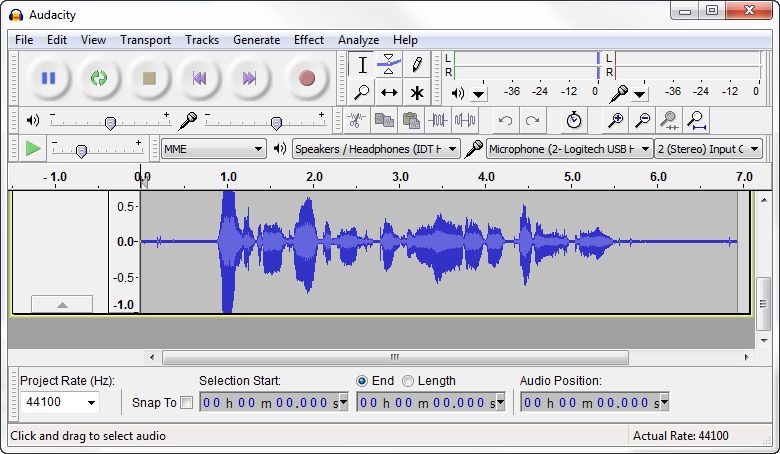 Audacity
File Edit View Transport Tracks Generate Effect Analyze Help
L
R
-36 -24 -12 0
L
R
-36 -24 -12 0
- +
- +
- +
MME
Speakers / Headphones (IDT H
Microphone (2- Logitech USB H
2 (Stereo) Input C
- 1.0 0.0 1.0 2.0 3.0 4.0 5.0 6.0 7.0
0.5
0.0
-0.5
-1.0
Project Rate (Hz): Selection Start: End Length Audio Position:
44100 Snap To 00 h 00 m 00.000 s 00 h 00 m 00.000 s 00 h 00 m 00.000 s
Click and drag to select audio Actual Rate: 44100